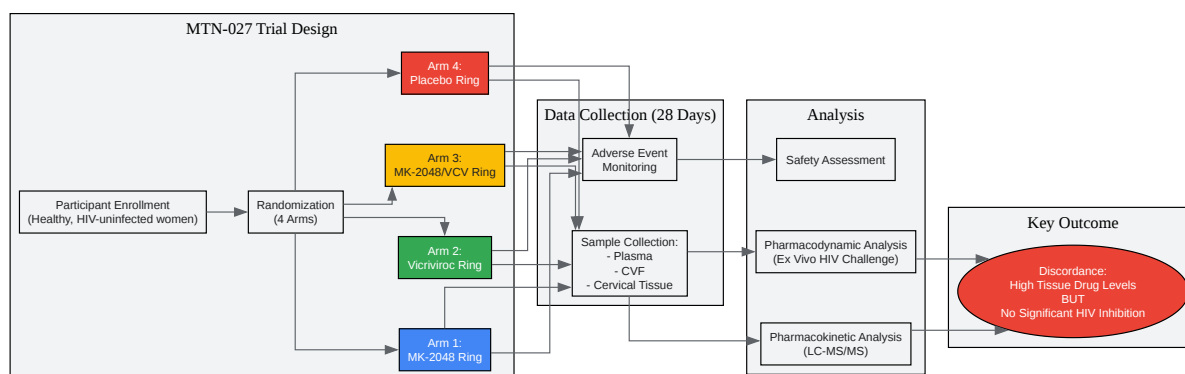 MTN-027 Trial Design
Participant Enrollment
(Healthy, HIV-uninfected women)
Randomization
(4 Arms)
Arm 4:
Placebo Ring
Arm 3:
MK-2048/VCV Ring
Arm 2:
Vicriviroc Ring
Arm 1:
MK-2048 Ring
Data Collection (28 Days)
Adverse Event
Monitoring
Sample Collection:
- Plasma
- CVF
- Cervical Tissue
Analysis
Safety Assessment
Pharmacodynamic Analysis
(Ex Vivo HIV Challenge)
Pharmacokinetic Analysis
(LC-MS/MS)
Key Outcome
Discordance:
High Tissue Drug Levels
BUT
No Significant HIV Inhibition